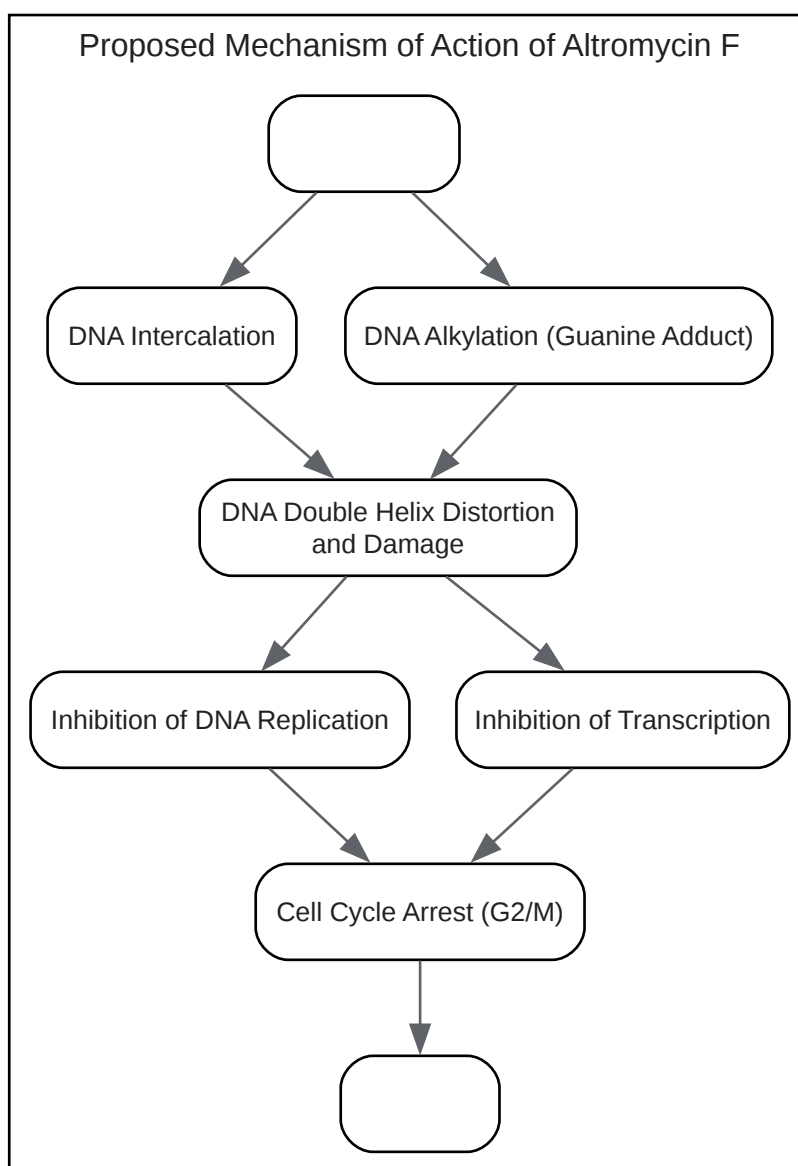 Proposed Mechanism of Action of Altromycin F
DNA Intercalation
DNA Alkylation (Guanine Adduct)
DNA Double Helix Distortion
and Damage
Inhibition of DNA Replication
Inhibition of Transcription
Cell Cycle Arrest (G2/M)